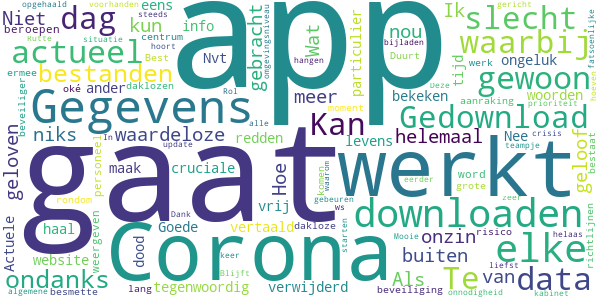 opgehaald steeds voorhanden
Niet dag eens info
beroepen kun centrum
Rutte situatie hoort
actueel Best Nvt
bestanden ander daklozen
beveiliger oké In Rol
Gegevens gebracht
niks waardeloze
geloven personeel maak update cruciale
app
Wat particulier
hangen
meer Kan redden
alle
Ik slecht gericht
nou bijladen waarbij fatsoenlijke
omgevingsniveau Duurt
tijd werk ongeluk
bekeken gewoon
woorden aanraking prioriteit
Gedownload geloof hoeven
levens helemaal Nee Deze crisis
moment
gaat werkt
Hoe
teampje bestaat
komen waarom
eerder word
gebeuren ws grote zeer
Actuele rondom
haal weergeven vertaald
website dood Goede vrij dakloze
Dank
Corona
ondanks
algemene besmette lang tegenwoordig
Blijft keer verwijderd
starten
downloaden
Mooie onzin risico helaas
Als buiten elke
liefst Te van data
beveiliging onnodigheid kabinet
richtlijnen